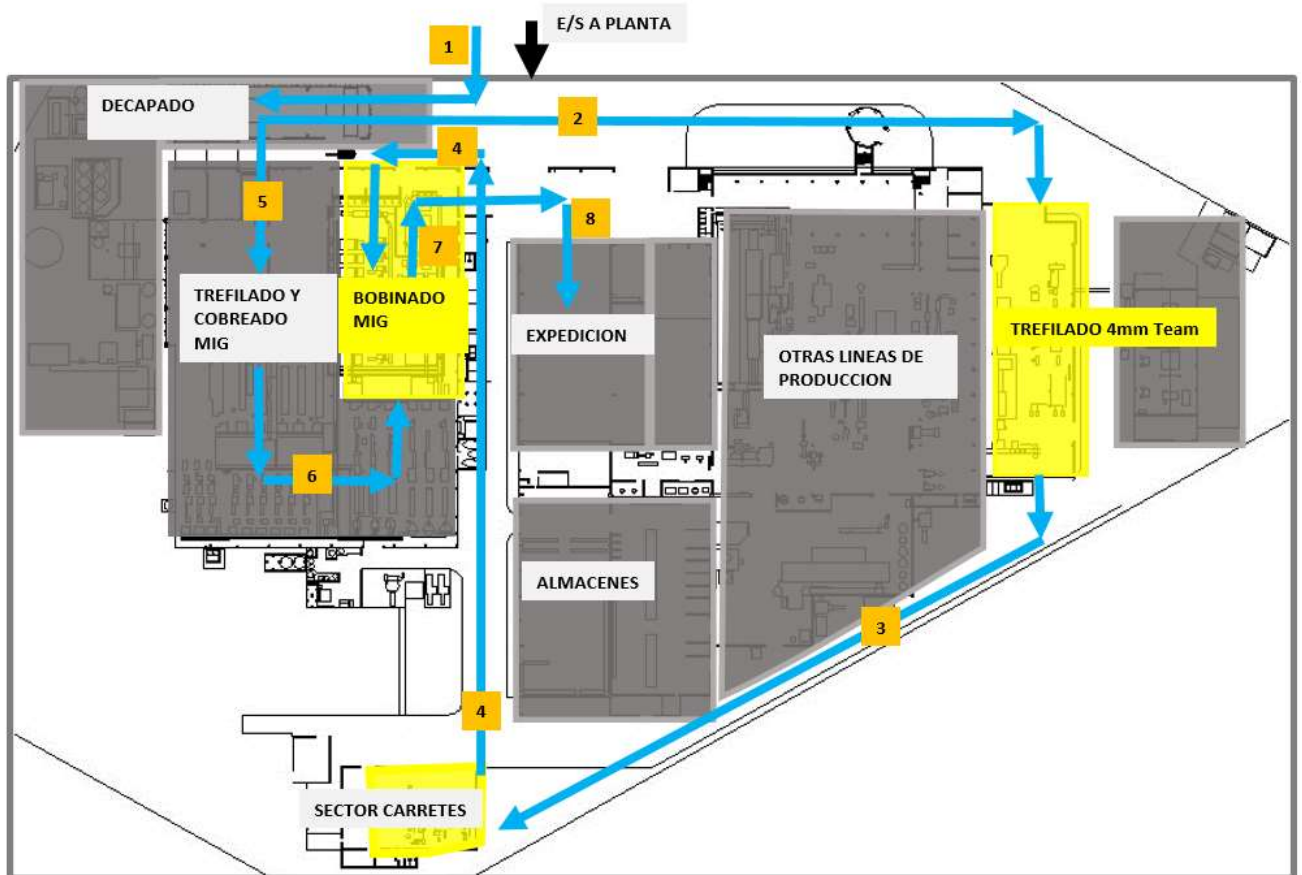 E/S A PLANTA
1
DECAPADO
2
4
5
8
7
TREFILADO Y
COBREADO
MIG
BOBINADO
MIG
EXPEDICION
OTRAS LINEAS DE
PRODUCCION
TREFILADO 4mm Team
6
ALMACENES
3
4
SECTOR CARRETES